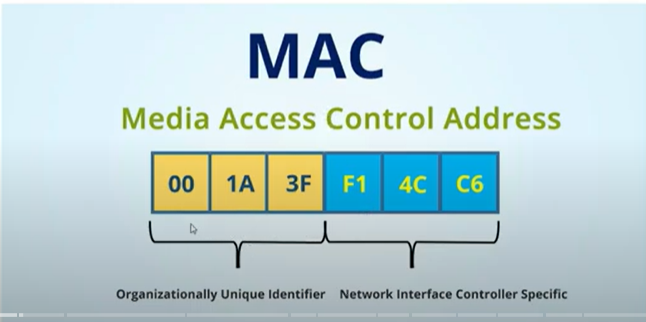 MAC
Media Access Control Address
00 1A 3F F1 4C C6
Organizationally Unique Identifier Network Interface Controller Specific